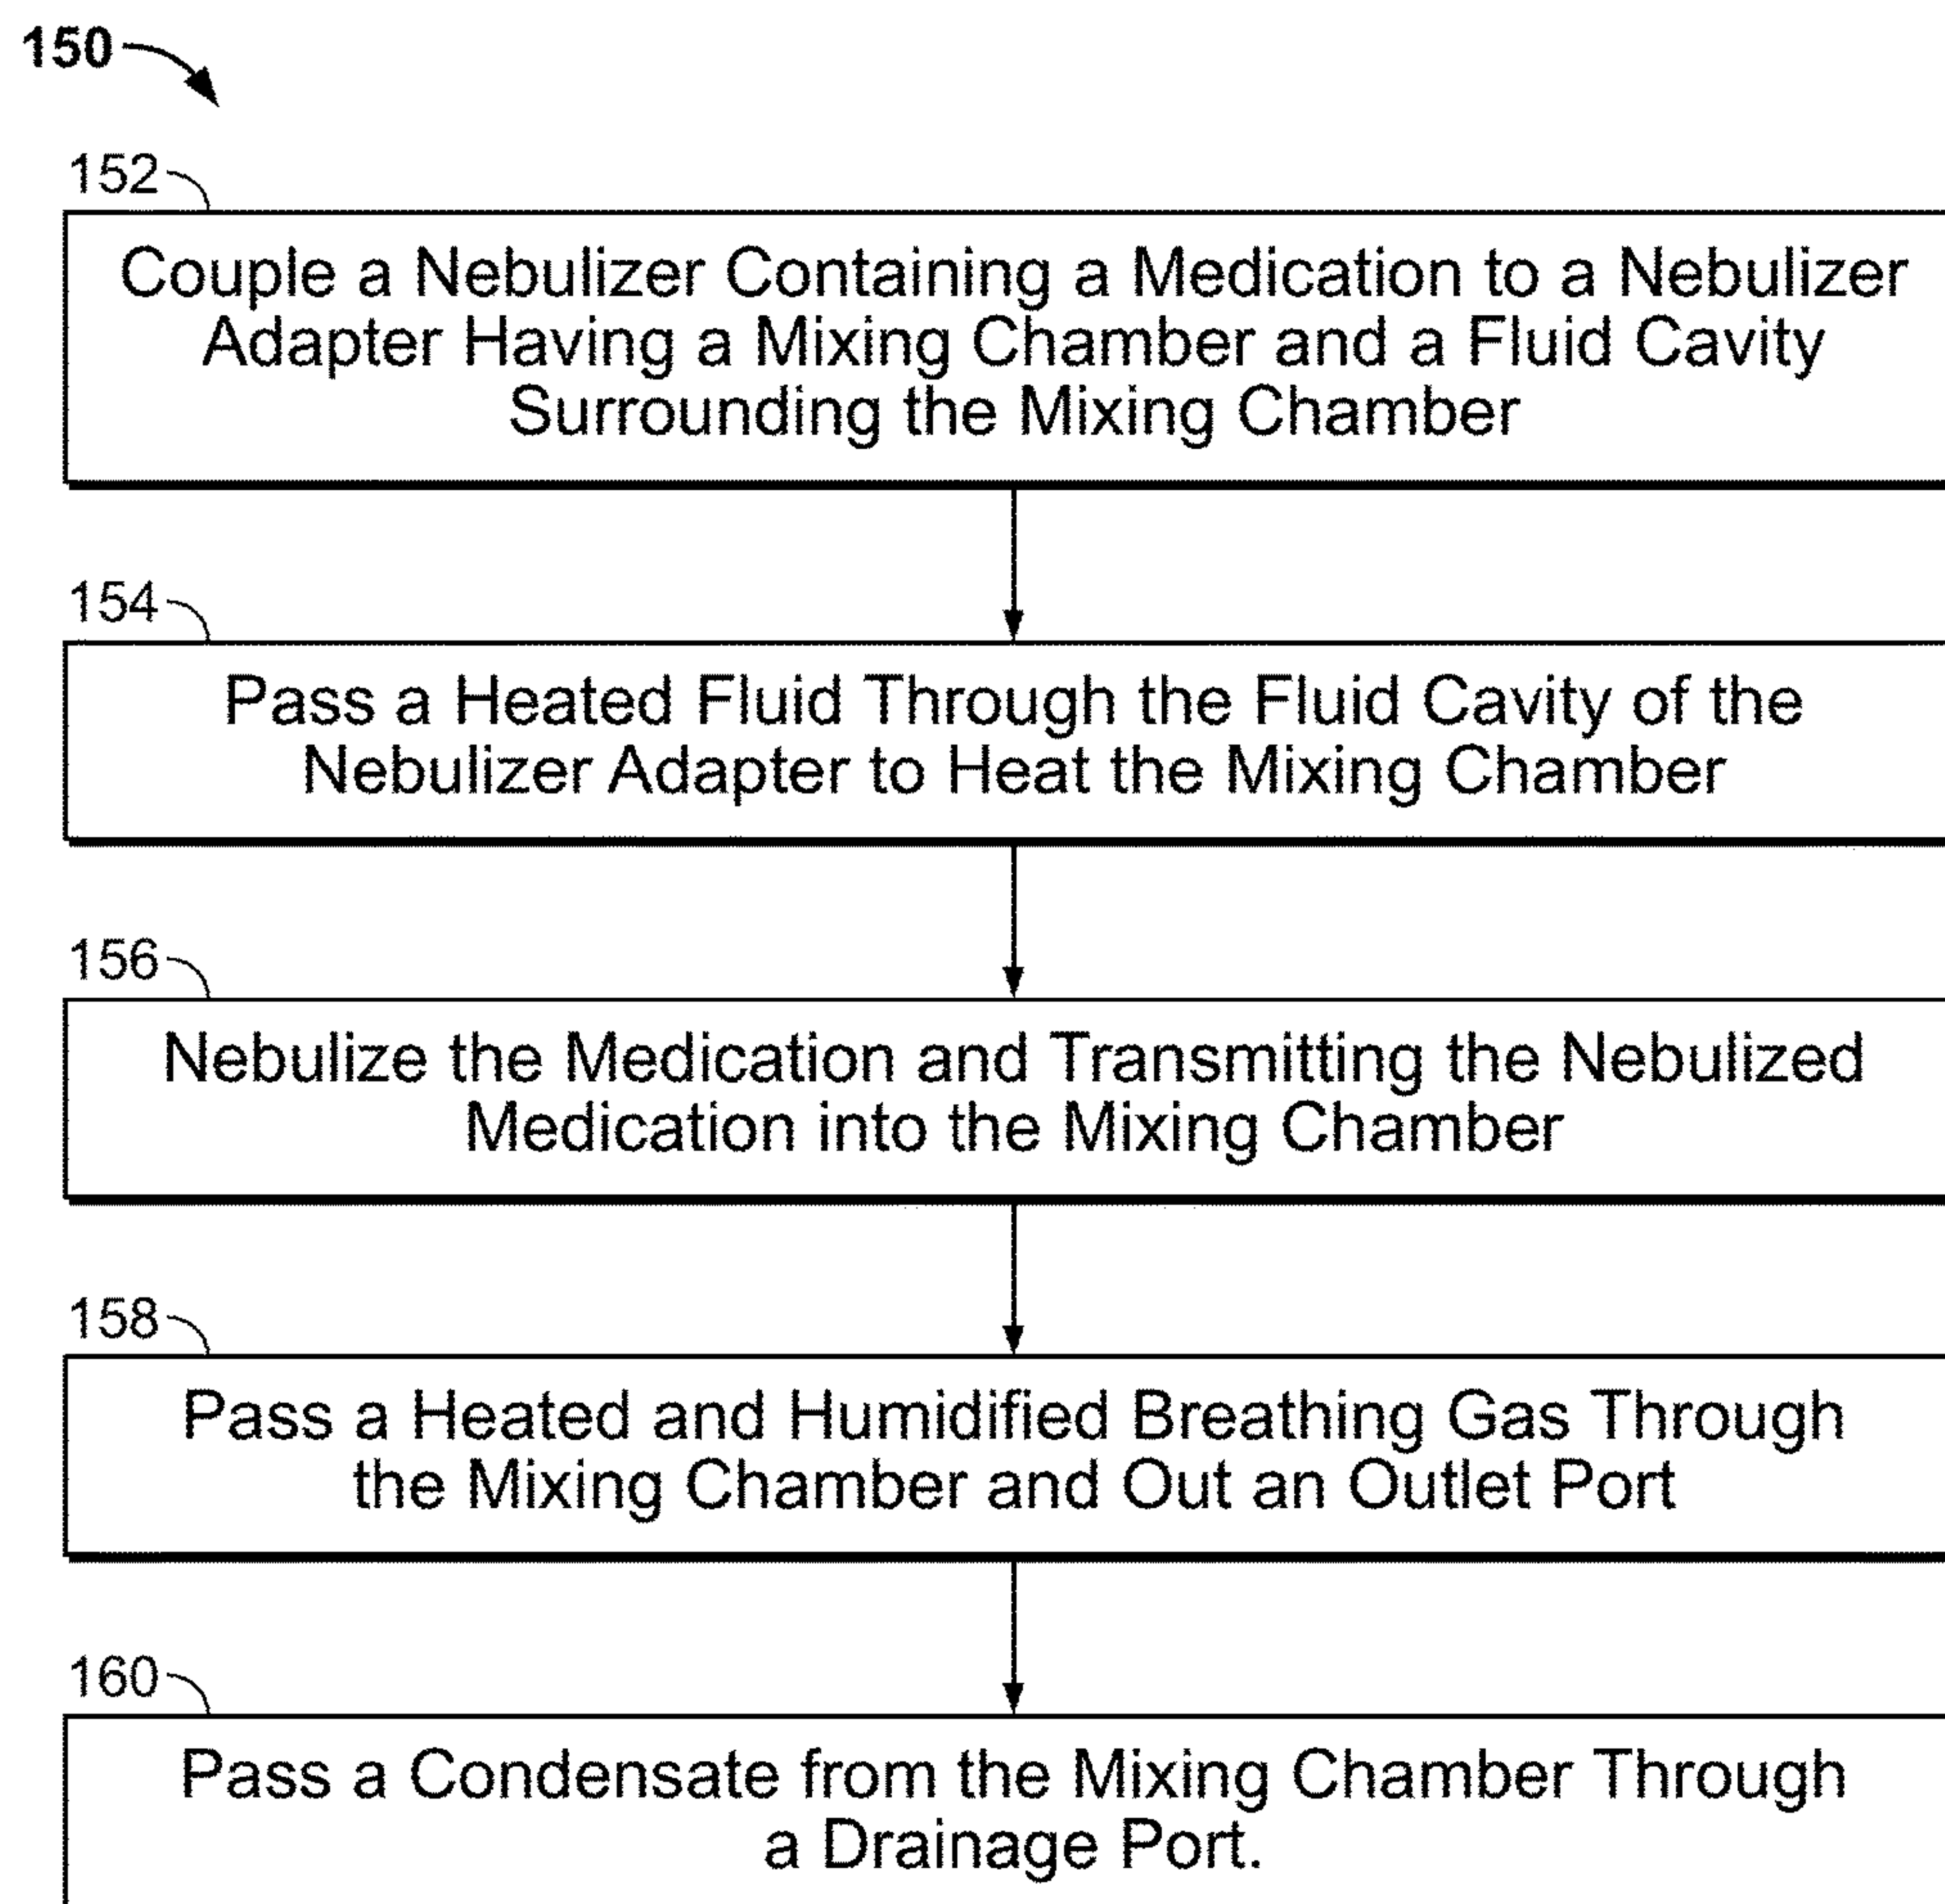 150
152
Couple a Nebulizer Containing a Medication to a Nebulizer
Adapter Having a Mixing Chamber and a Fluid Cavity
Surrounding the Mixing Chamber
154
Pass a Heated Fluid Through the Fluid Cavity of the
Nebulizer Adapter to Heat the Mixing Chamber
156
Nebulize the Medication and Transmitting the Nebulized
Medication into the Mixing Chamber
158
Pass a Heated and Humidified Breathing Gas Through
the Mixing Chamber and Out an Outlet Port
160
Pass a Condensate from the Mixing Chamber Through
a Drainage Port.